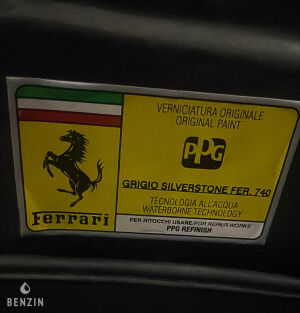 VERNICIATURA ORIGINALE
ORIGINAL PAINT
PPG
GRIGIO SILVERSTONE FER. 740
TECNOLOGIA ALL'ACQUA
WATERBORNE TECHNOLOGY
Ferrari
PER RITOCCHI USARE/FOR REPAIR WORKS
PPG REFINISH
BENZIN